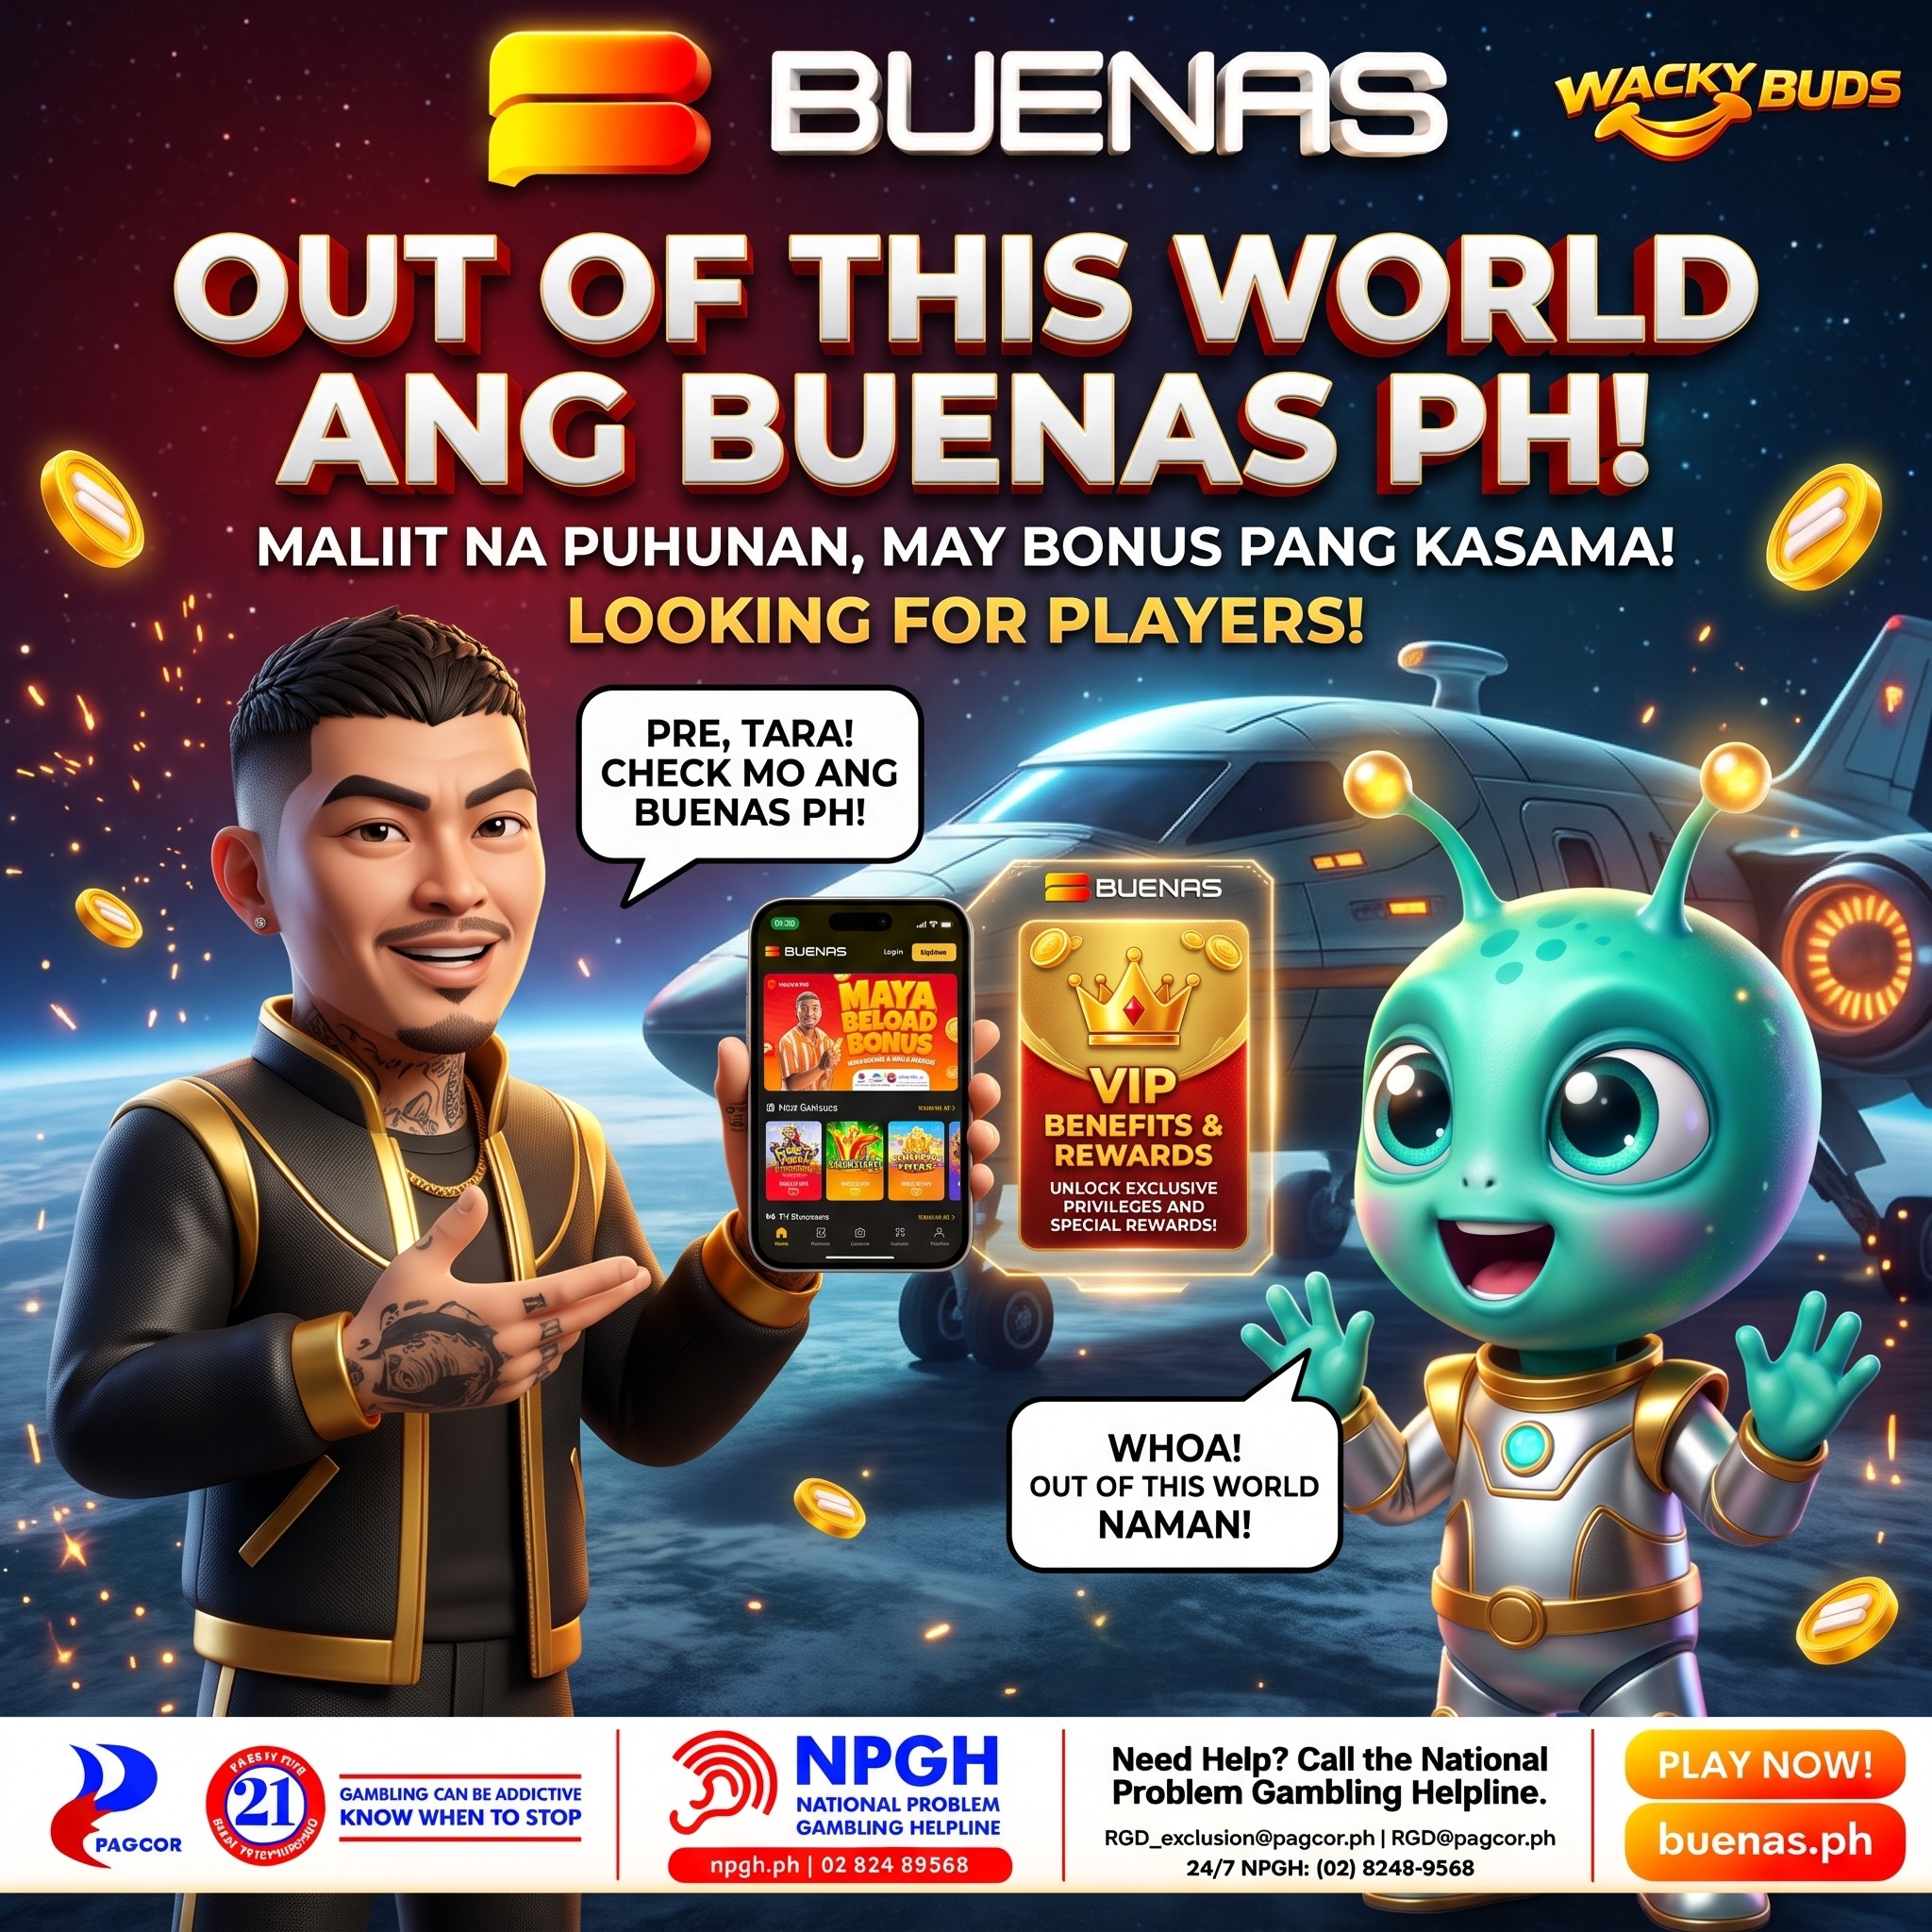 BUENAS
WACKY BUDS
OUT OF THIS WORLD
ANG BUENAS PH!
MALIIT NA PUHUNAN, MAY BONUS PANG KASAMA!
LOOKING FOR PLAYERS!
PRE, TARA!
CHECK MO ANG
BUENAS PH!
BUENAS
Login
MAYA
BELOAD
BONUS
BUENAS
VIP
BENEFITS &
REWARDS
UNLOCK EXCLUSIVE
PRIVILEGES AND
SPECIAL REWARDS!
WHOA!
OUT OF THIS WORLD
NAMAN!
PAGCOR
21
GAMBLING CAN BE ADDICTIVE
KNOW WHEN TO STOP
NPGH
NATIONAL PROBLEM
GAMBLING HELPLINE
npgh.ph | 02 824 89568
Need Help? Call the National
Problem Gambling Helpline.
RGD_exclusion@pagcor.ph | RGD@pagcor.ph
24/7 NPGH: (02) 8248-9568
PLAY NOW!
buenas.ph